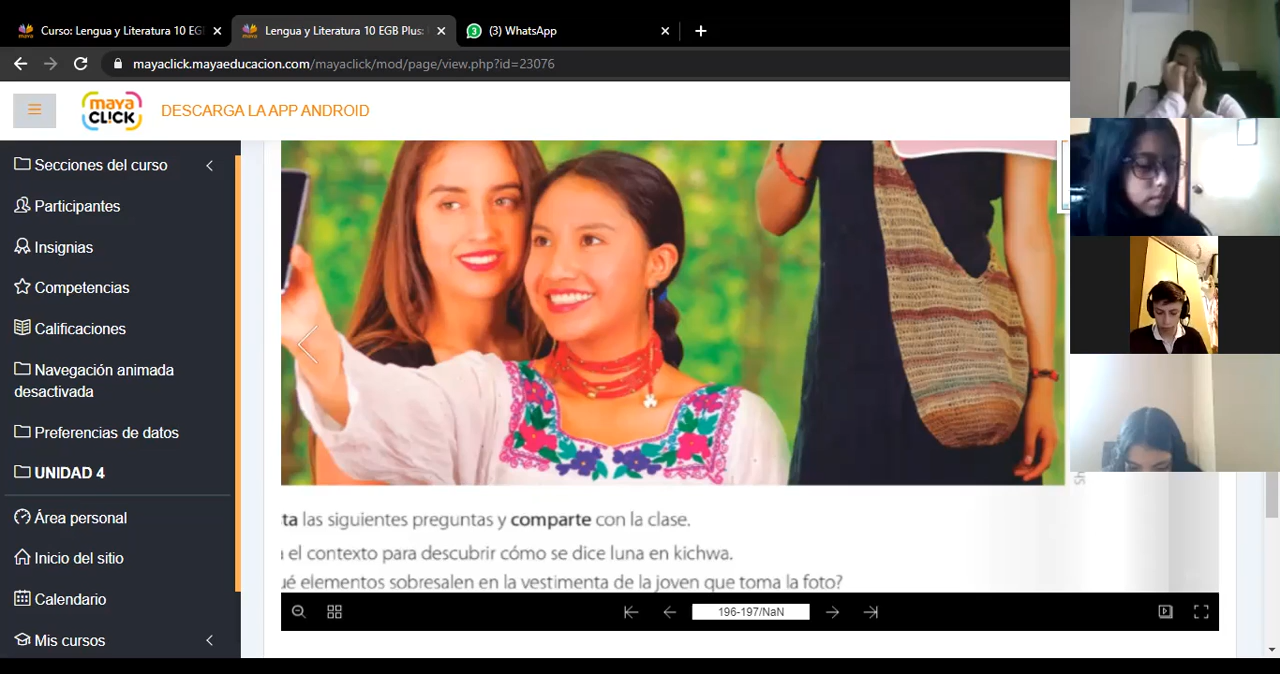 Curso: Lengua y Literatura 10 EG
Lengua y Literatura 10 EGB Plus:
3
(3) WhatsApp
mayaclick.mayaeducacion.com/mayaclick/mod/page/view.php?id=23076
maya
CL!CK
DESCARGA LA APP ANDROID
Secciones del curso
Participantes
Insignias
Competencias
Calificaciones
Navegación animada
desactivada
Preferencias de datos
UNIDAD 4
Área personal
Inicio del sitio
Calendario
Mis cursos
ta las siguientes preguntas y comparte con la clase.
el contexto para descubrir cómo se dice luna en kichwa.
ué elementos sobresalen en la vestimenta de la joven que toma la foto?
196-197/NaN